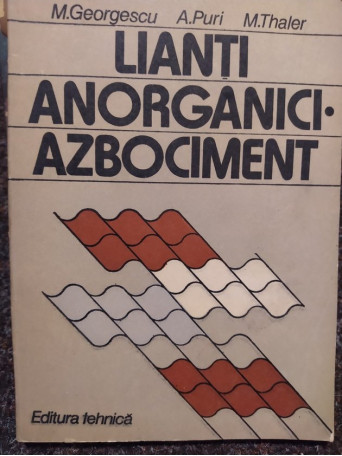 M.Georgescu A.Puri M.Thaler
LIANȚI
ANORGANICI•
AZBOCIMENT
Editura tehnică